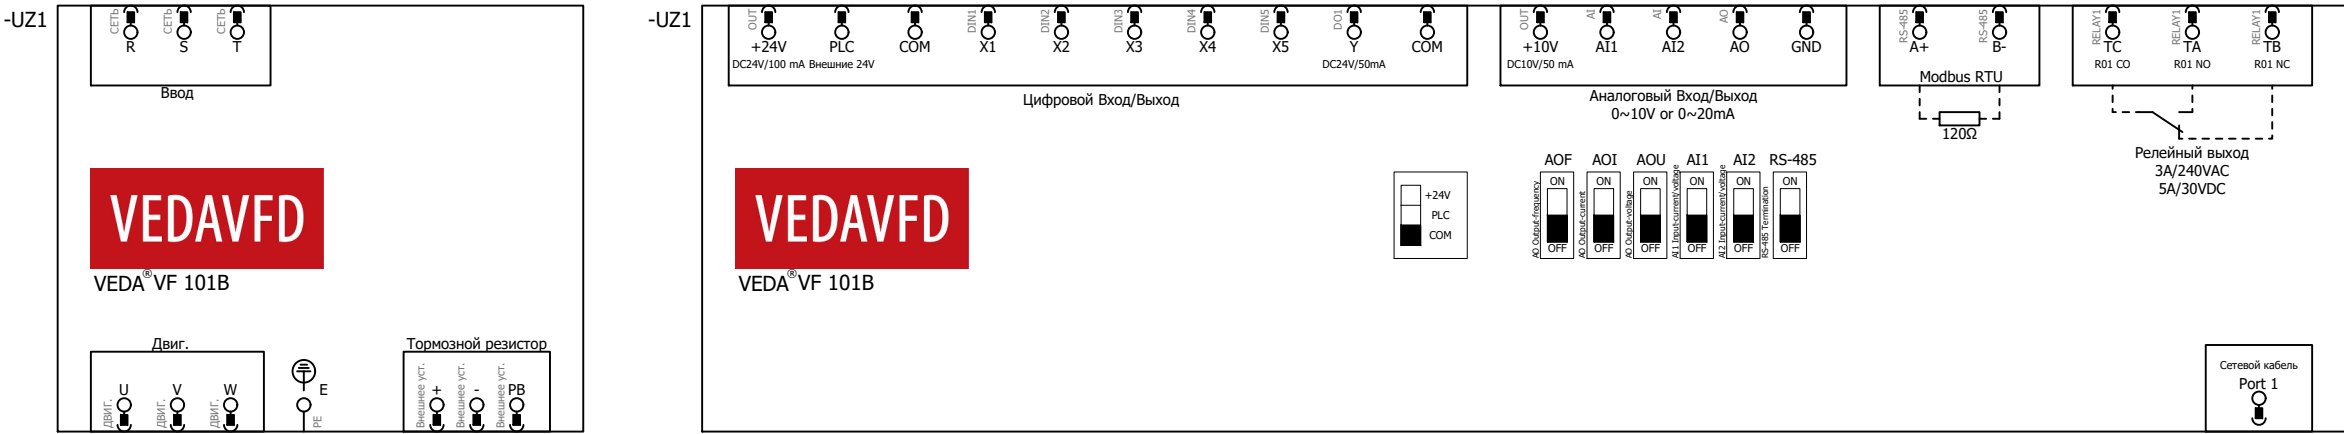 -UZ1
СЕТЬ СЕТЬ СЕТЬ
R S T
Ввод
VEDAVFD
VEDA® VF 101B
Двиг.
U V W
ДВИГ. ДВИГ. ДВИГ.
E
PE
Тормозной резистор
Внешнее уст. Внешнее уст. Внешнее уст.
+ - PB
-UZ1
OUT DIN1 DIN2 DIN3 DIN4 DIN5 DO1
+24V PLC COM X1 X2 X3 X4 X5 Y COM
DC24V/100 mA Внешние 24V DC24V/50mA
Цифровой Вход/Выход
OUT AI AI AO
+10V AI1 AI2 AO GND
DC10V/50 mA
Аналоговый Вход/Выход
0~10V or 0~20mA
RS-485 RS-485
A+ B-
Modbus RTU
120Ω
RELAY1 RELAY1 RELAY1
TC TA TB
R01 CO R01 NO R01 NC
Релейный выход
3A/240VAC
5A/30VDC
VEDAVFD
VEDA® VF 101B
+24V
PLC
COM
AOF AOI AOU AI1 AI2 RS-485
ON ON ON ON ON ON
AO Output-frequency
AO Output-current
AO Output-voltage
AI1 Input-current/voltage
AI2 Input-current/voltage
RS-485 Termination
OFF OFF OFF OFF OFF OFF
Сетевой кабель
Port 1